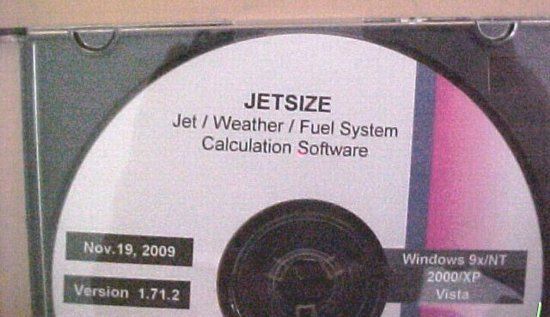 JETSIZE
Jet / Weather / Fuel System
Calculation Software
Nov.19, 2009
Version 1.71.2
Windows 9x/NT
2000/XP
Vista